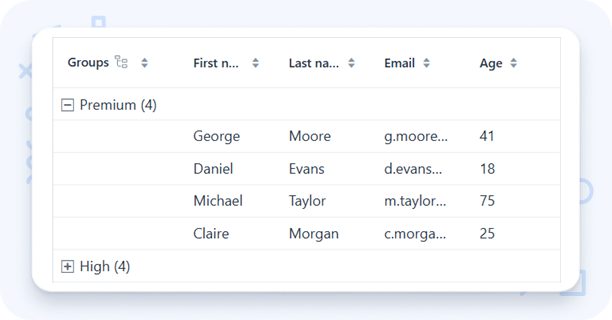 Groups First n... Last na... Email Age
Premium (4)
George Moore g.moore... 41
Daniel Evans d.evans... 18
Michael Taylor m.taylor... 75
Claire Morgan c.morga... 25
High (4)